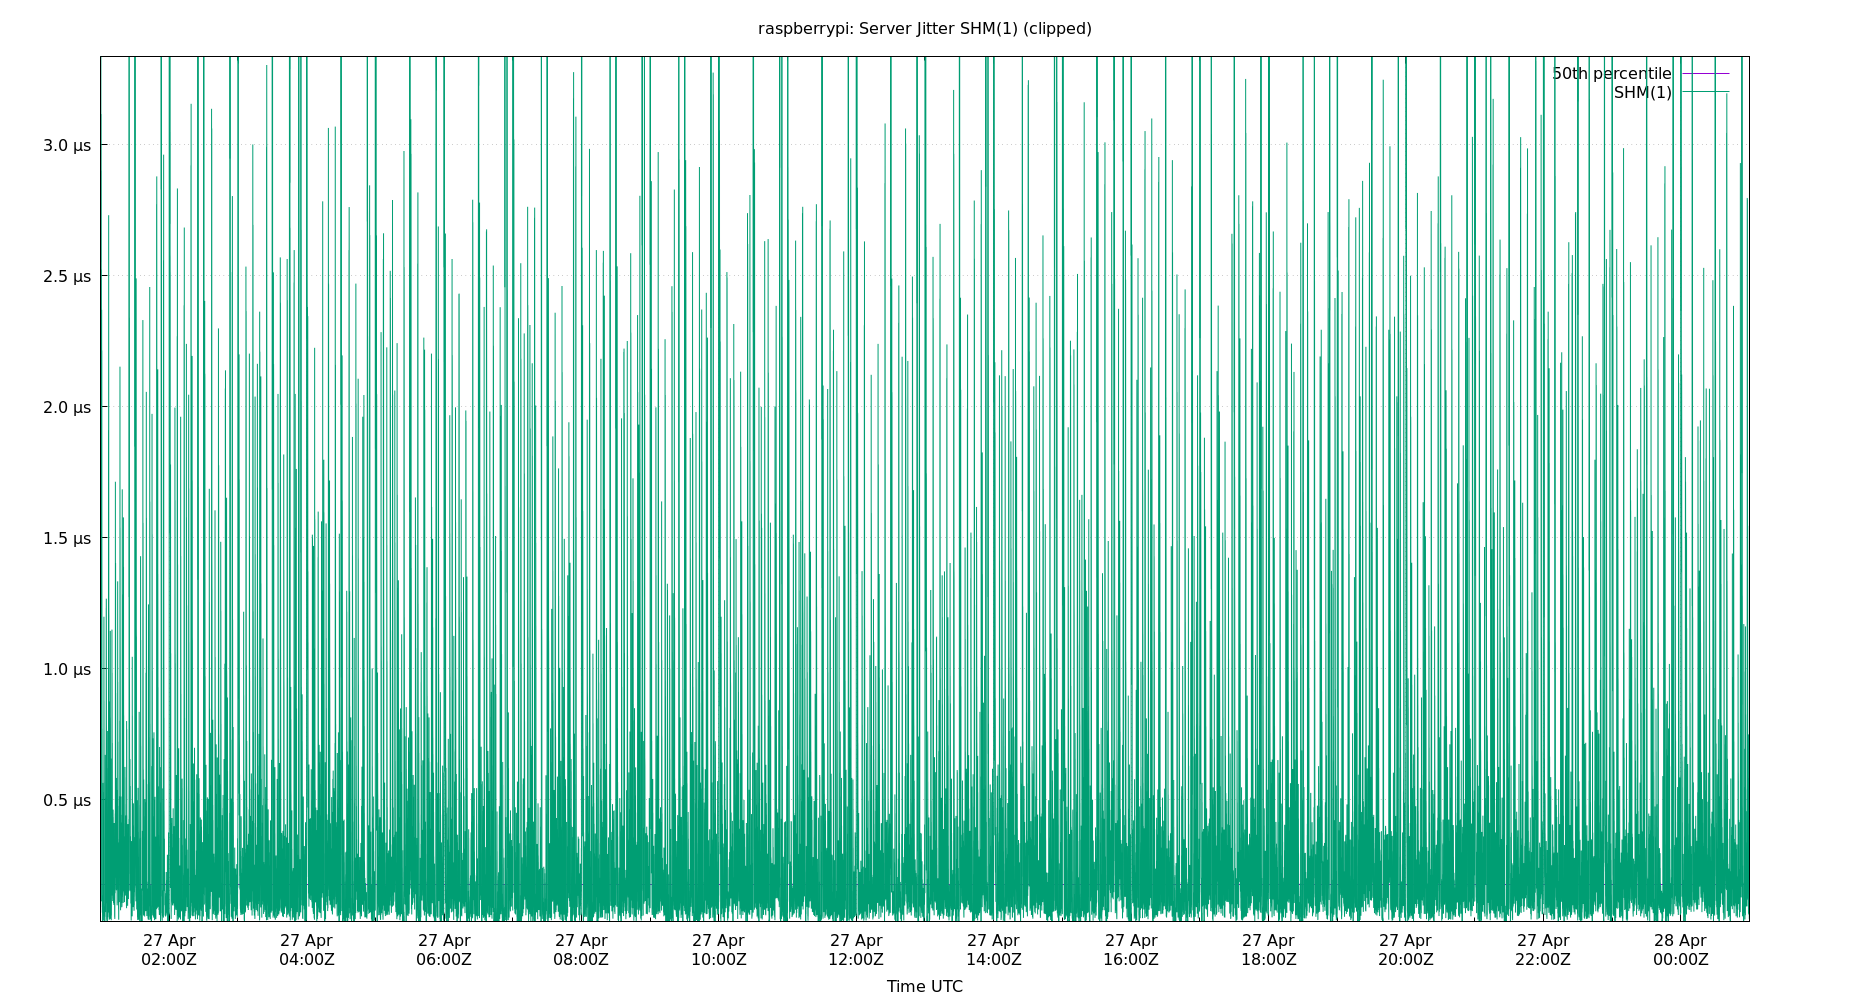 raspberrypi: Server Jitter SHM(1) (clipped)
50th percentile
SHM(1)
3.0 µs
2.5 µs
2.0 µs
1.5 µs
1.0 µs
0.5 µs
27 Apr 27 Apr 27 Apr 27 Apr 27 Apr 27 Apr 27 Apr 27 Apr 27 Apr 27 Apr 27 Apr 28 Apr
02:00Z 04:00Z 06:00Z 08:00Z 10:00Z 12:00Z 14:00Z 16:00Z 18:00Z 20:00Z 22:00Z 00:00Z
Time UTC